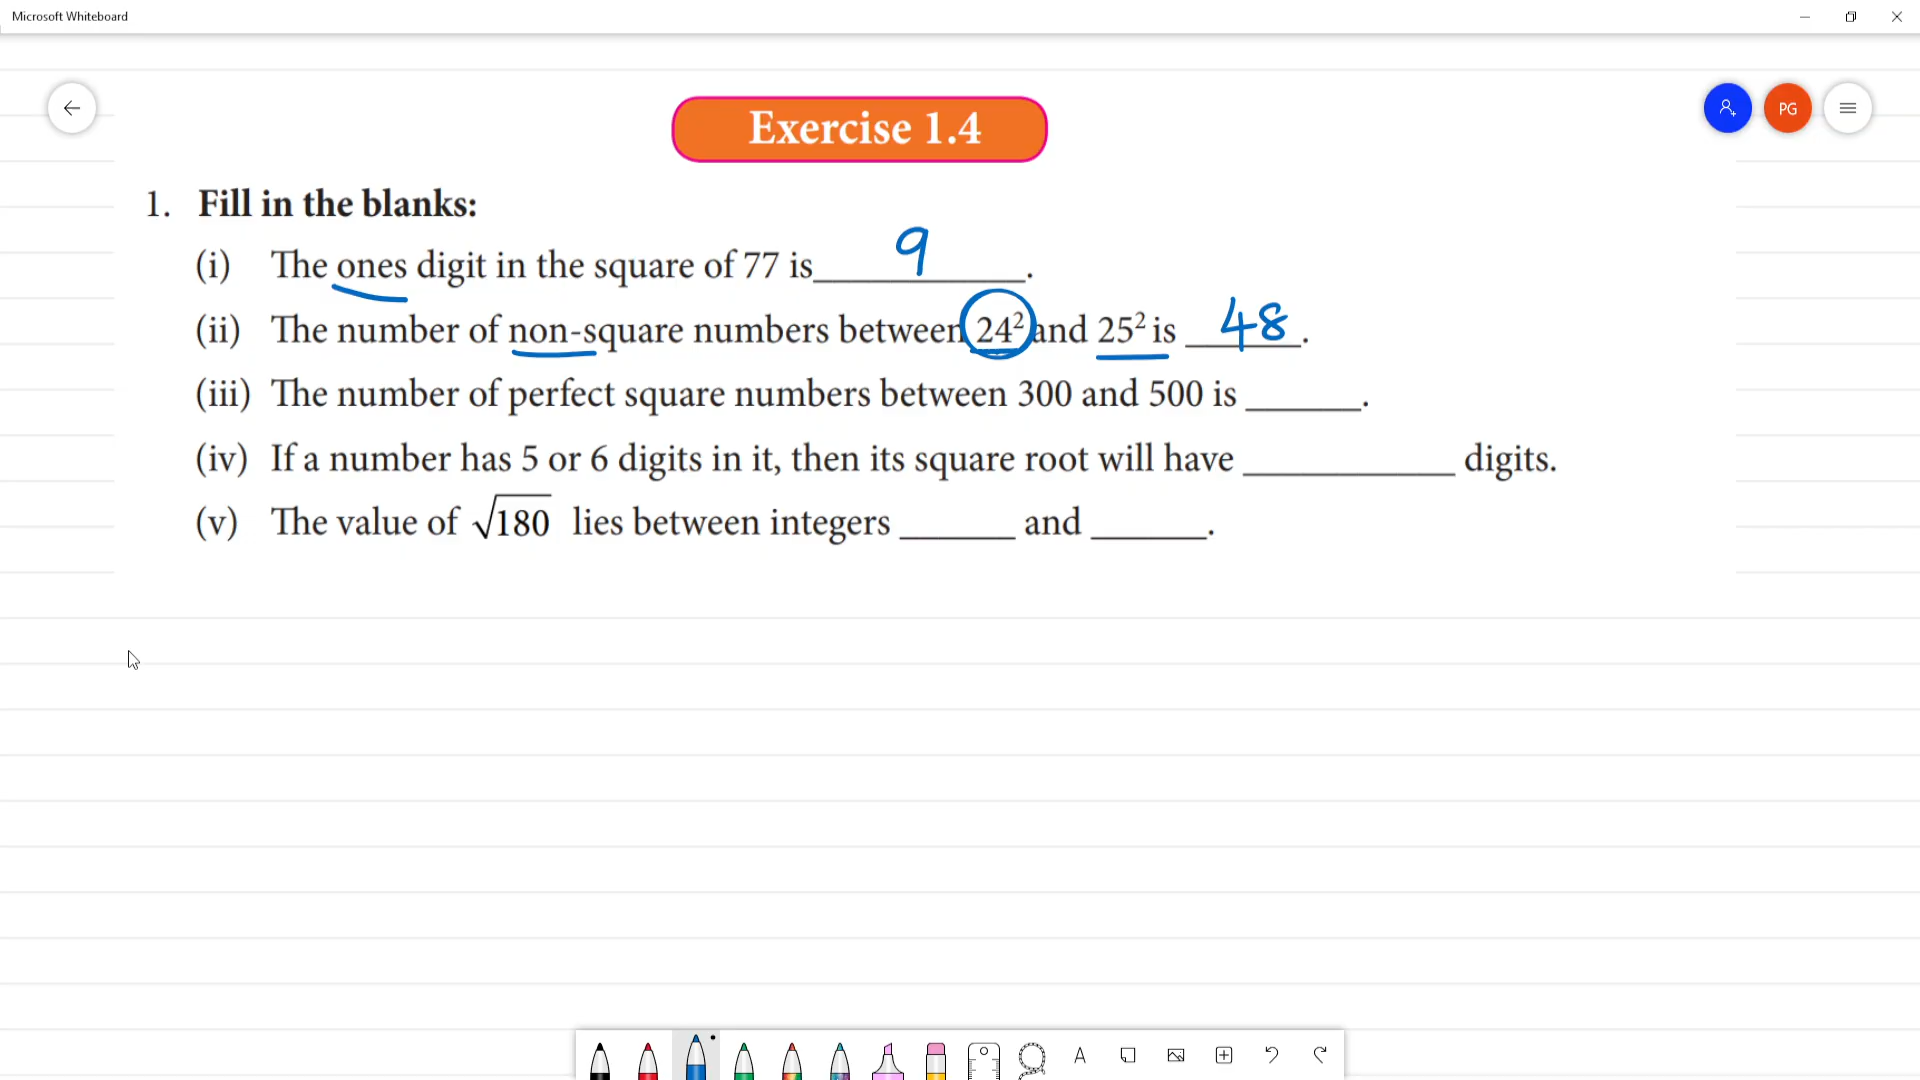 Microsoft Whiteboard
PG
Exercise 1.4
1. Fill in the blanks:
(i) The ones digit in the square of 77 is 9.
(ii) The number of non-square numbers between 24² and 25² is 48.
(iii) The number of perfect square numbers between 300 and 500 is ______.
(iv) If a number has 5 or 6 digits in it, then its square root will have ___________ digits.
(v) The value of √180 lies between integers ______ and ______.
A